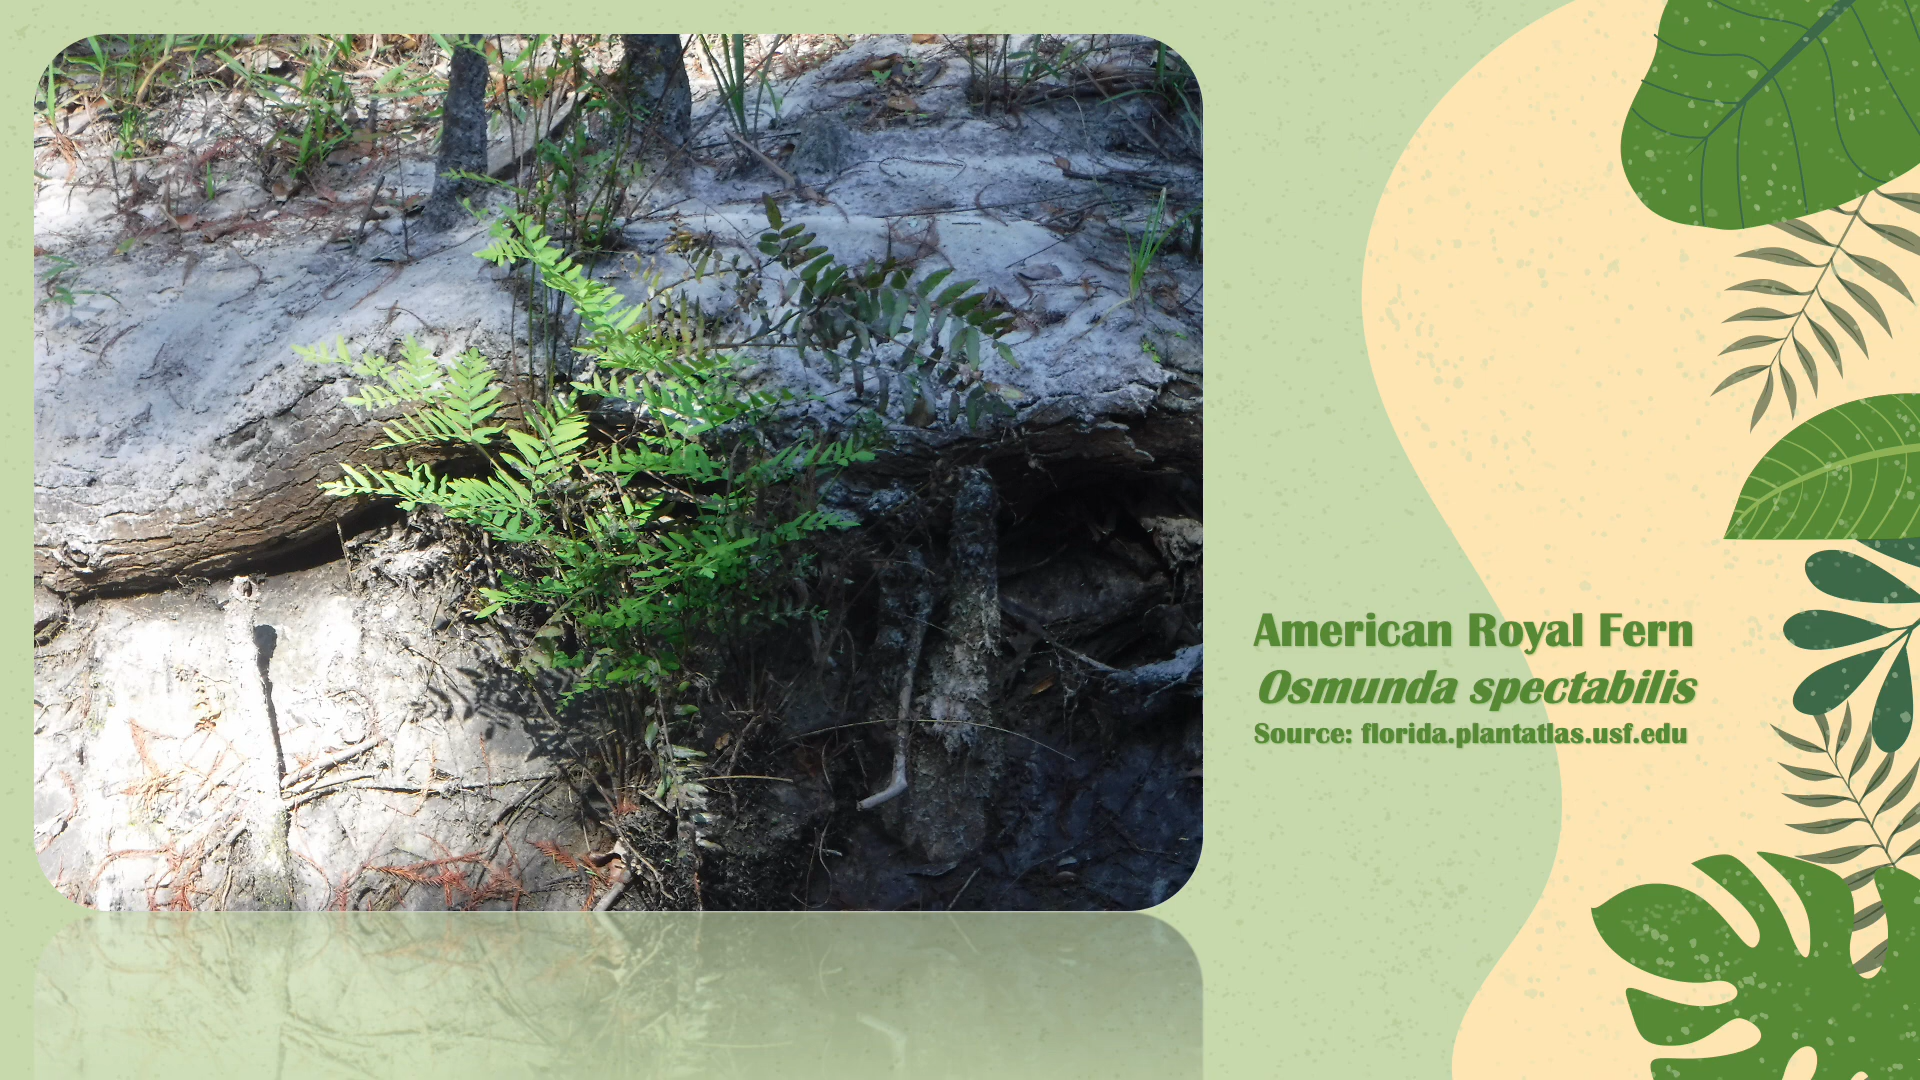 American Royal Fern
Osmunda spectabilis
Source: florida.plantatlas.usf.edu